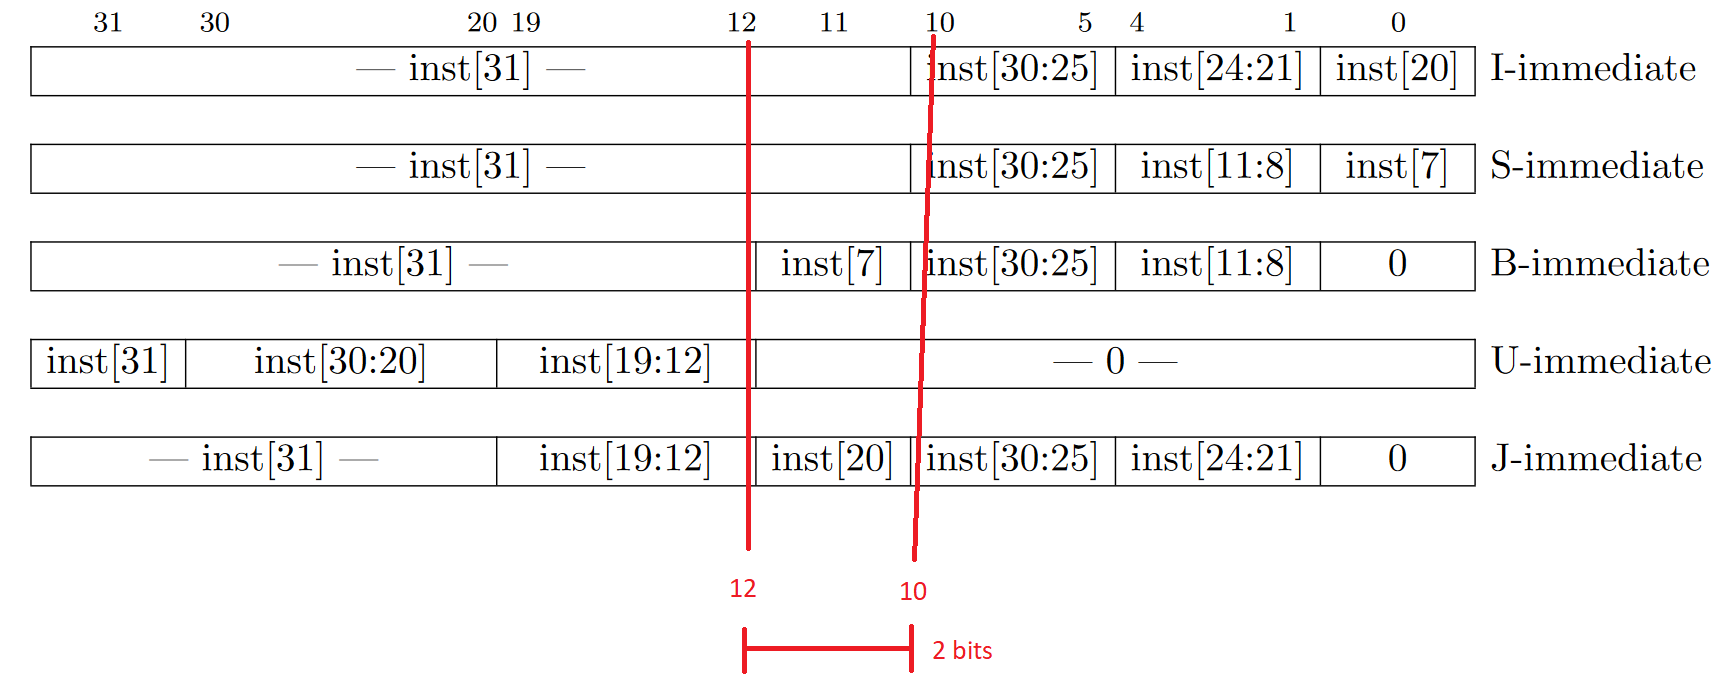 31 30 20 19 12 11 10 5 4 1 0
— inst[31] — inst[30:25] inst[24:21] inst[20] I-immediate
— inst[31] — inst[30:25] inst[11:8] inst[7] S-immediate
— inst[31] — inst[7] inst[30:25] inst[11:8] 0 B-immediate
inst[31] inst[30:20] inst[19:12] — 0 — U-immediate
— inst[31] — inst[19:12] inst[20] inst[30:25] inst[24:21] 0 J-immediate
12 10
2 bits